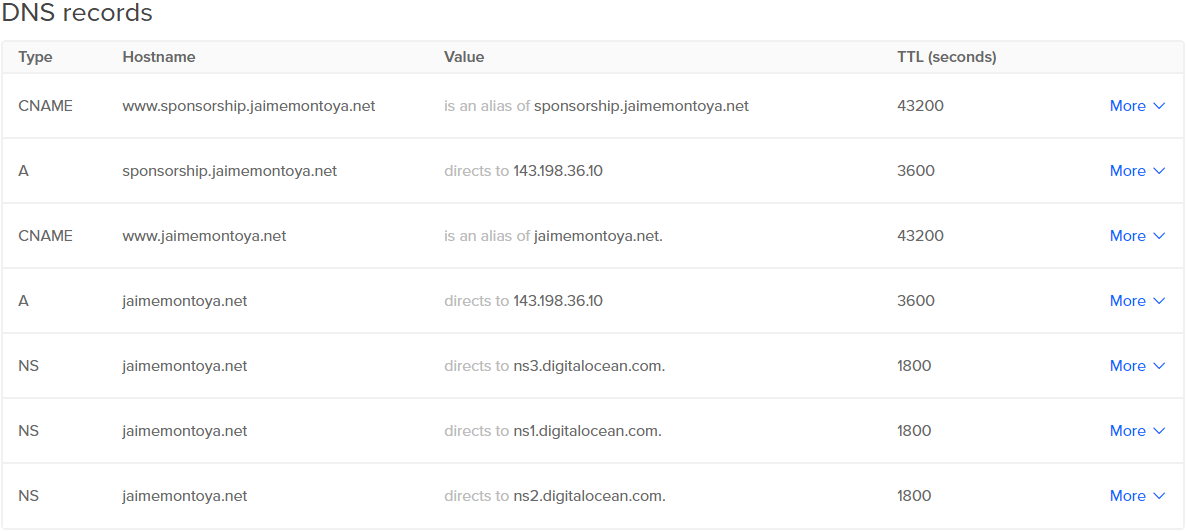 DNS records
Type Hostname Value TTL (seconds)
CNAME www.sponsorship.jaimemontoya.net is an alias of sponsorship.jaimemontoya.net 43200 More
A sponsorship.jaimemontoya.net directs to 143.198.36.10 3600 More
CNAME www.jaimemontoya.net is an alias of jaimemontoya.net. 43200 More
A jaimemontoya.net directs to 143.198.36.10 3600 More
NS jaimemontoya.net directs to ns3.digitalocean.com. 1800 More
NS jaimemontoya.net directs to ns1.digitalocean.com. 1800 More
NS jaimemontoya.net directs to ns2.digitalocean.com. 1800 More